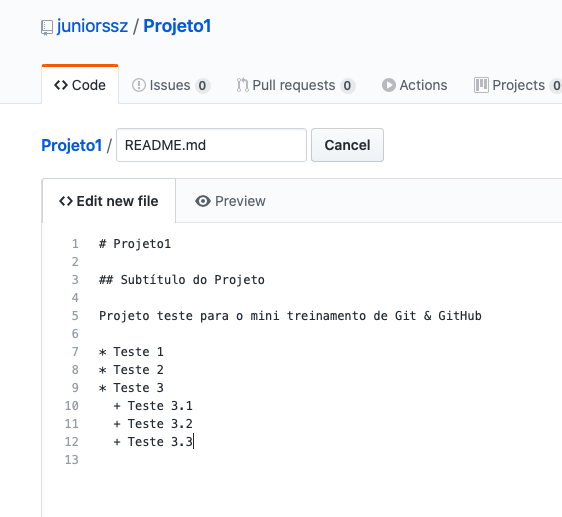 juniorssz / Projeto1
<> Code Issues 0 Pull requests 0 Actions Projects 0
Projeto1 / README.md Cancel
<> Edit new file Preview
1 # Projeto1
2
3 ## Subtítulo do Projeto
4
5 Projeto teste para o mini treinamento de Git & GitHub
6
7 * Teste 1
8 * Teste 2
9 * Teste 3
10 + Teste 3.1
11 + Teste 3.2
12 + Teste 3.3
13